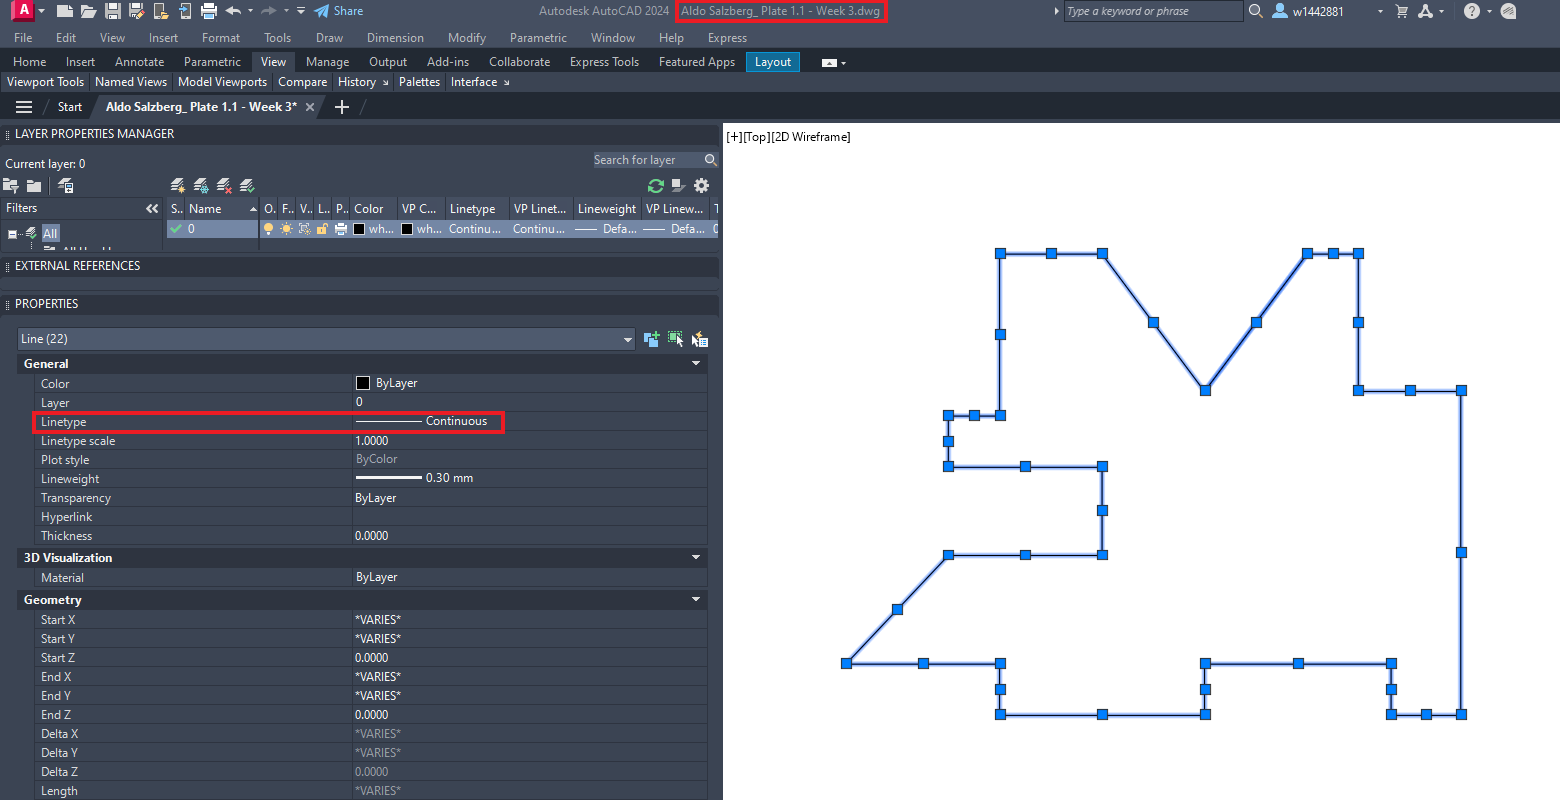 A Share Autodesk AutoCAD 2024 Aldo Salzberg_ Plate 1.1 - Week 3.dwg Type a keyword or phrase w1442881
File Edit View Insert Format Tools Draw Dimension Modify Parametric Window Help Express
Home Insert Annotate Parametric View Manage Output Add-ins Collaborate Express Tools Featured Apps Layout
Viewport Tools Named Views Model Viewports Compare History Palettes Interface
Start Aldo Salzberg_ Plate 1.1 - Week 3*
LAYER PROPERTIES MANAGER
[+][Top][2D Wireframe]
Current layer: 0 Search for layer
Filters S.. Name O. F.. V.. L.. P.. Color VP C... Linetype VP Linet... Lineweight VP Linew... T
All 0 wh... wh... Continu... Continu... Defa... Defa... 0
EXTERNAL REFERENCES
PROPERTIES
Line (22)
General
Color ByLayer
Layer 0
Linetype Continuous
Linetype scale 1.0000
Plot style ByColor
Lineweight 0.30 mm
Transparency ByLayer
Hyperlink
Thickness 0.0000
3D Visualization
Material ByLayer
Geometry
Start X *VARIES*
Start Y *VARIES*
Start Z 0.0000
End X *VARIES*
End Y *VARIES*
End Z 0.0000
Delta X *VARIES*
Delta Y *VARIES*
Delta Z 0.0000
Length *VARIES*